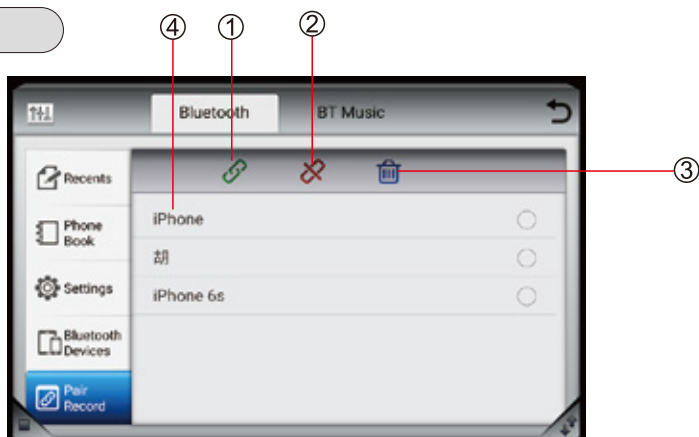 ④ ① ②
Bluetooth BT Music
③
Recents
Phone
Book
Settings
Bluetooth
Devices
Pair
Record
iPhone
胡
iPhone 6s